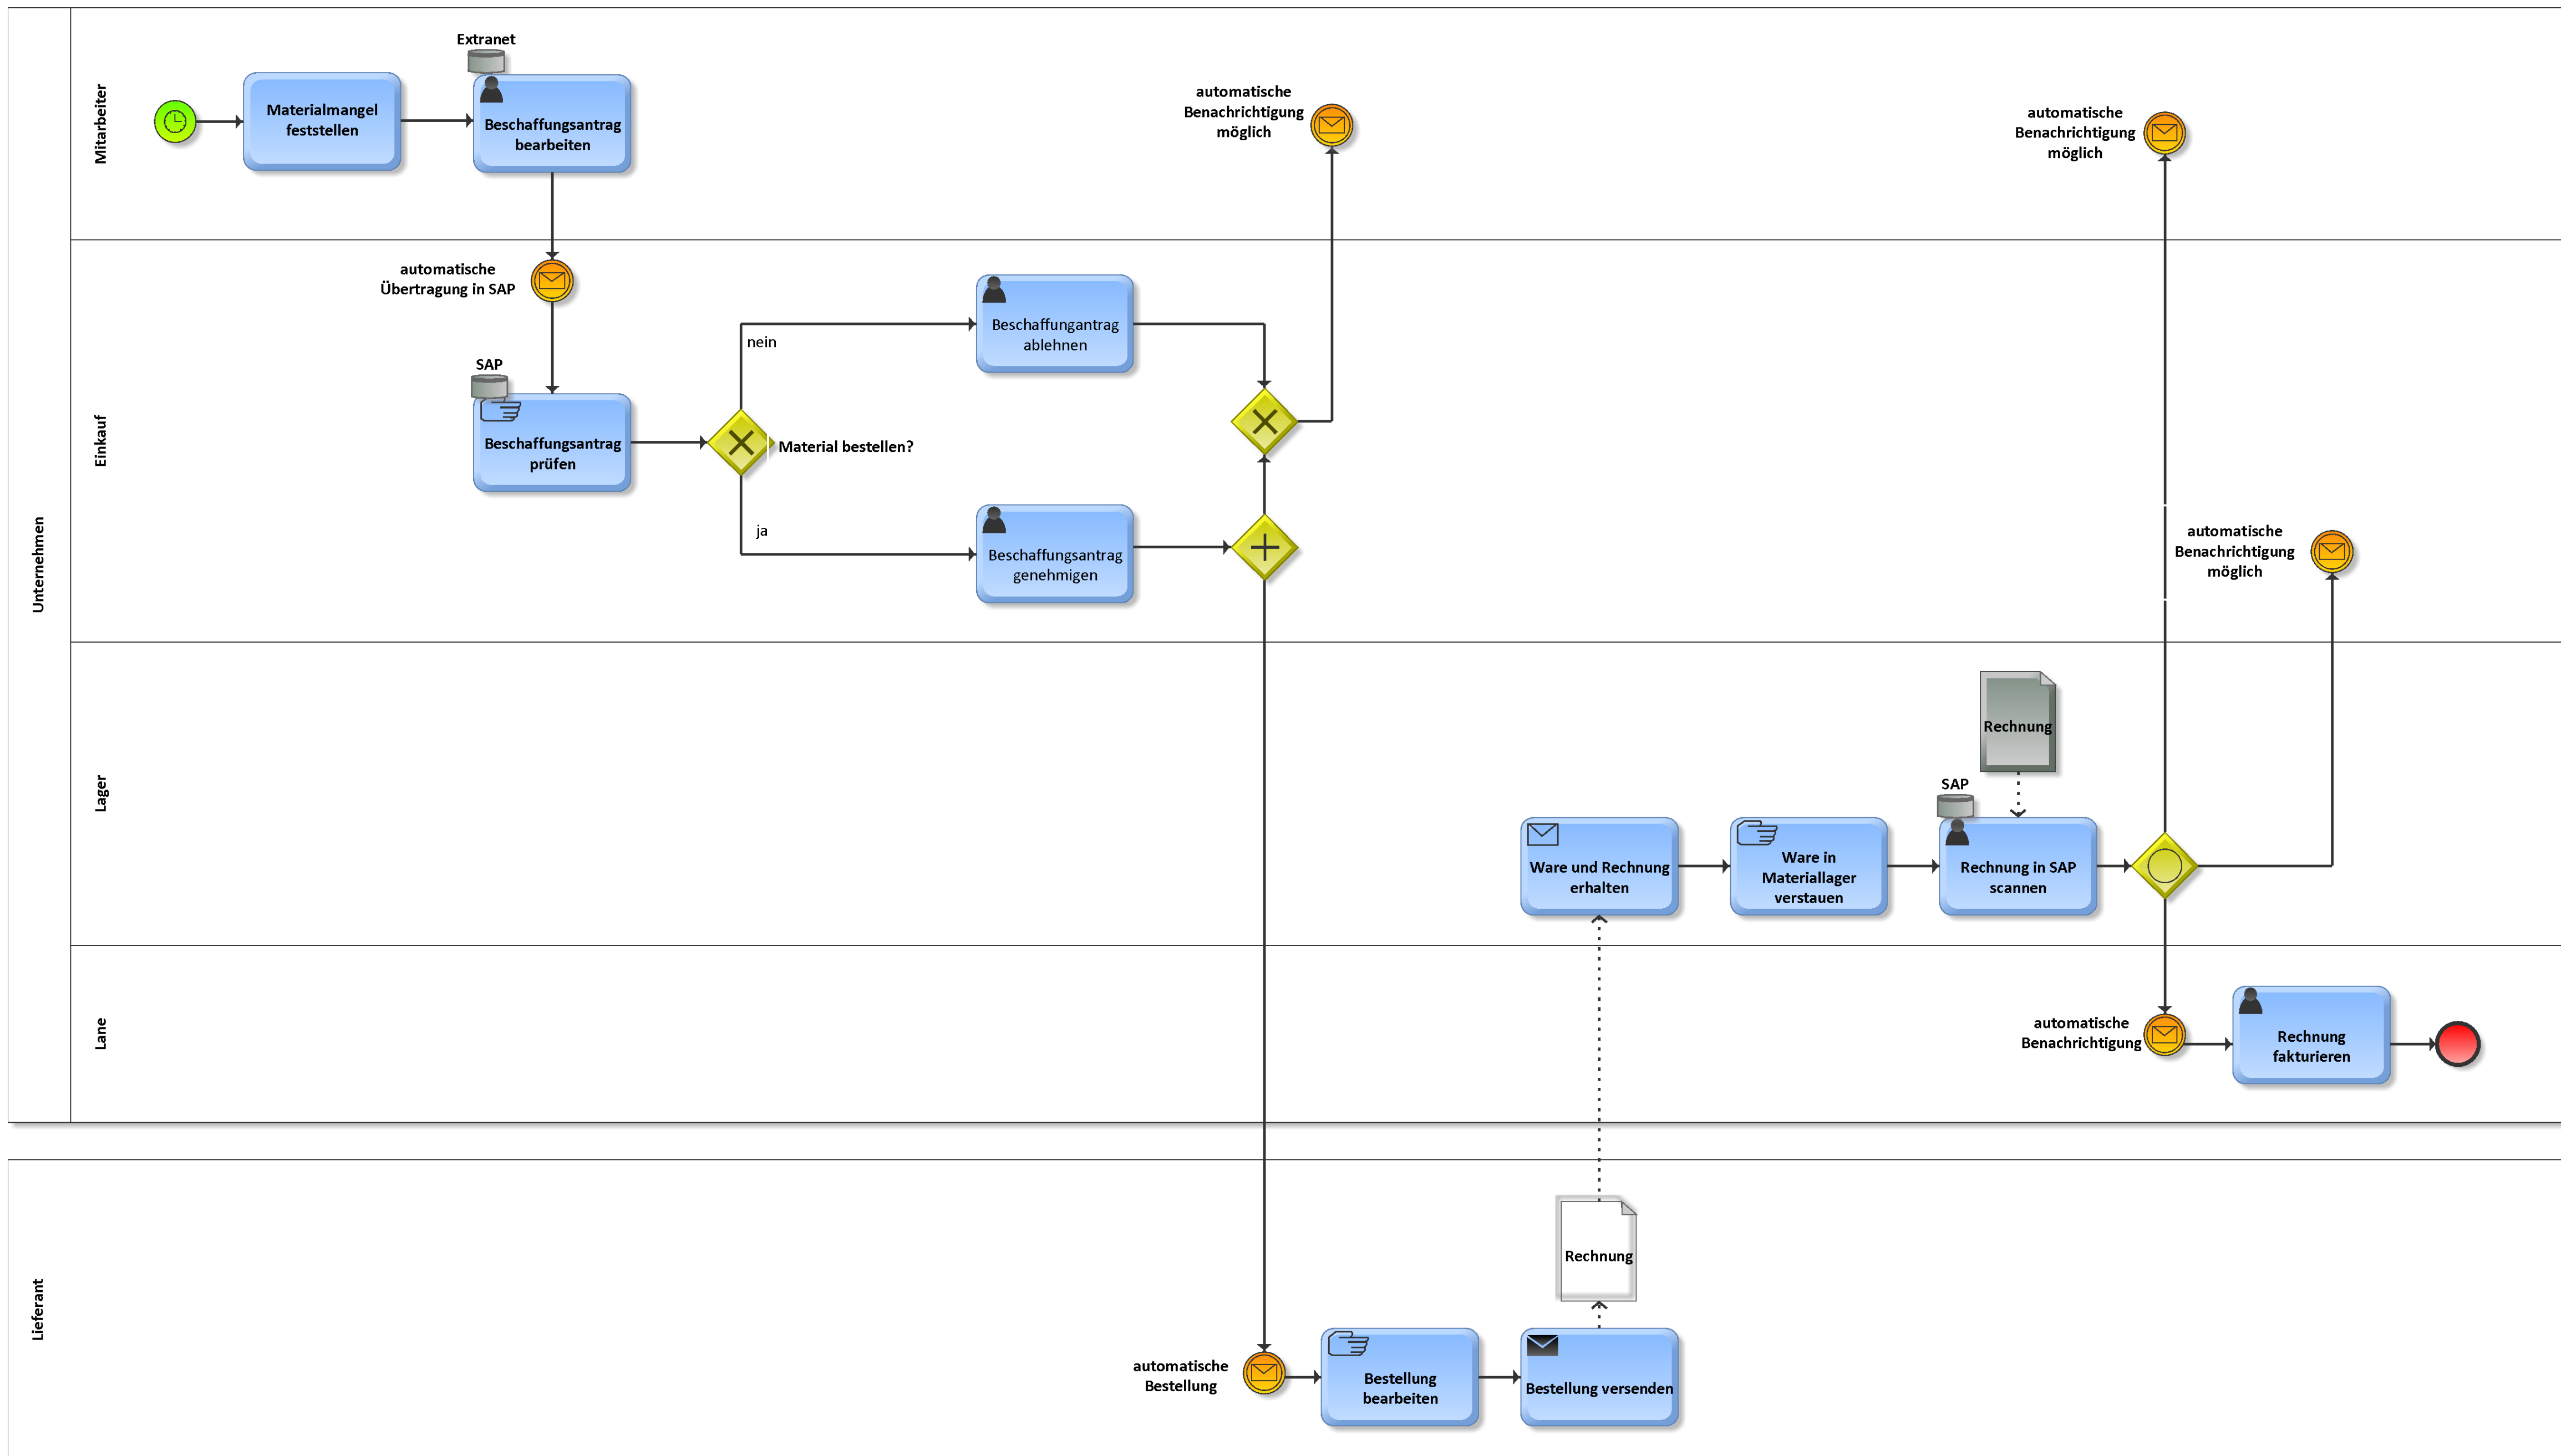 Unternehmen
Mitarbeiter
Extranet
Materialmangel
feststellen
Beschaffungsantrag
bearbeiten
automatische
Benachrichtigung
möglich
automatische
Benachrichtigung
möglich
Einkauf
automatische
Übertragung in SAP
SAP
Beschaffungsantrag
prüfen
nein
Material bestellen?
ja
Beschaffungantrag
ablehnen
Beschaffungsantrag
genehmigen
automatische
Benachrichtigung
möglich
Lager
Ware und Rechnung
erhalten
Ware in
Materiallager
verstauen
Rechnung
SAP
Rechnung in SAP
scannen
Lane
automatische
Benachrichtigung
Rechnung
fakturieren
Lieferant
automatische
Bestellung
Bestellung
bearbeiten
Rechnung
Bestellung versenden